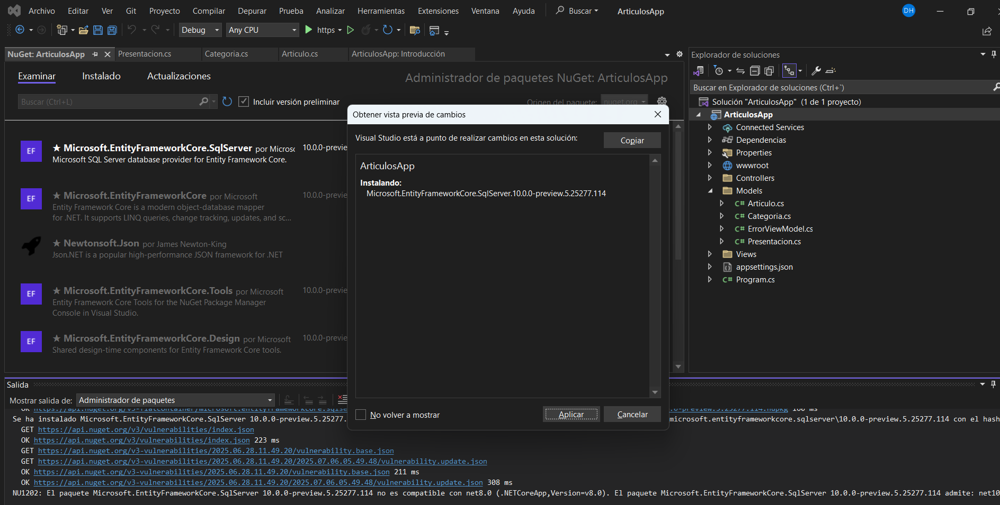 Archivo Editar Ver Git Proyecto Compilar Depurar Prueba Analizar Herramientas Extensiones Ventana Ayuda Buscar ArticulosApp DH
Debug Any CPU https
NuGet: ArticulosApp Presentacion.cs Categoria.cs Articulo.cs ArticulosApp: Introducción
Examinar Instalado Actualizaciones
Administrador de paquetes NuGet: ArticulosApp
Buscar (Ctrl+L) Incluir versión preliminar Origen del paquete: nuget.org
EF
Microsoft.EntityFrameworkCore.SqlServer por Microsc 10.0.0-previe
Microsoft SQL Server database provider for Entity Framework Core.
EF
Microsoft.EntityFrameworkCore por Microsoft 10.0.0-previe
Entity Framework Core is a modern object-database mapper
for .NET. It supports LINQ queries, change tracking, updates, and sc...
Newtonsoft.Json por James Newton-King
Json.NET is a popular high-performance JSON framework for .NET
EF
Microsoft.EntityFrameworkCore.Tools por Microsoft 10.0.0-previe
Entity Framework Core Tools for the NuGet Package Manager
Console in Visual Studio.
EF
Microsoft.EntityFrameworkCore.Design por Microsoft 10.0.0-previe
Shared design-time components for Entity Framework Core tools.
Obtener vista previa de cambios
Visual Studio está a punto de realizar cambios en esta solución:
Copiar
ArticulosApp
Instalando:
Microsoft.EntityFrameworkCore.SqlServer.10.0.0-preview.5.25277.114
No volver a mostrar
Aplicar Cancelar
Explorador de soluciones
Buscar en Explorador de soluciones (Ctrl+`)
Solución "ArticulosApp" (1 de 1 proyecto)
ArticulosApp
Connected Services
Dependencias
Properties
wwwroot
Controllers
Models
C# Articulo.cs
C# Categoria.cs
C# ErrorViewModel.cs
C# Presentacion.cs
Views
appsettings.json
C# Program.cs
Salida
Mostrar salida de: Administrador de paquetes
OK https://api.nuget.org/v3-flatcontainer/microsoft.entityframeworkcore.sqlse .0-preview.5.25277.114.nupkg 160 ms
Se ha instalado Microsoft.EntityFrameworkCore.SqlServer 10.0.0-preview.5.25277. microsoft.entityframeworkcore.sqlserver\10.0.0-preview.5.25277.114 con el hash
GET https://api.nuget.org/v3/vulnerabilities/index.json
OK https://api.nuget.org/v3/vulnerabilities/index.json 223 ms
GET https://api.nuget.org/v3-vulnerabilities/2025.06.28.11.49.20/vulnerability.base.json
GET https://api.nuget.org/v3-vulnerabilities/2025.06.28.11.49.20/2025.07.06.05.49.48/vulnerability.update.json
OK https://api.nuget.org/v3-vulnerabilities/2025.06.28.11.49.20/vulnerability.base.json 211 ms
OK https://api.nuget.org/v3-vulnerabilities/2025.06.28.11.49.20/2025.07.06.05.49.48/vulnerability.update.json 308 ms
NU1202: El paquete Microsoft.EntityFrameworkCore.SqlServer 10.0.0-preview.5.25277.114 no es compatible con net8.0 (.NETCoreApp,Version=v8.0). El paquete Microsoft.EntityFrameworkCore.SqlServer 10.0.0-preview.5.25277.114 admite: net10